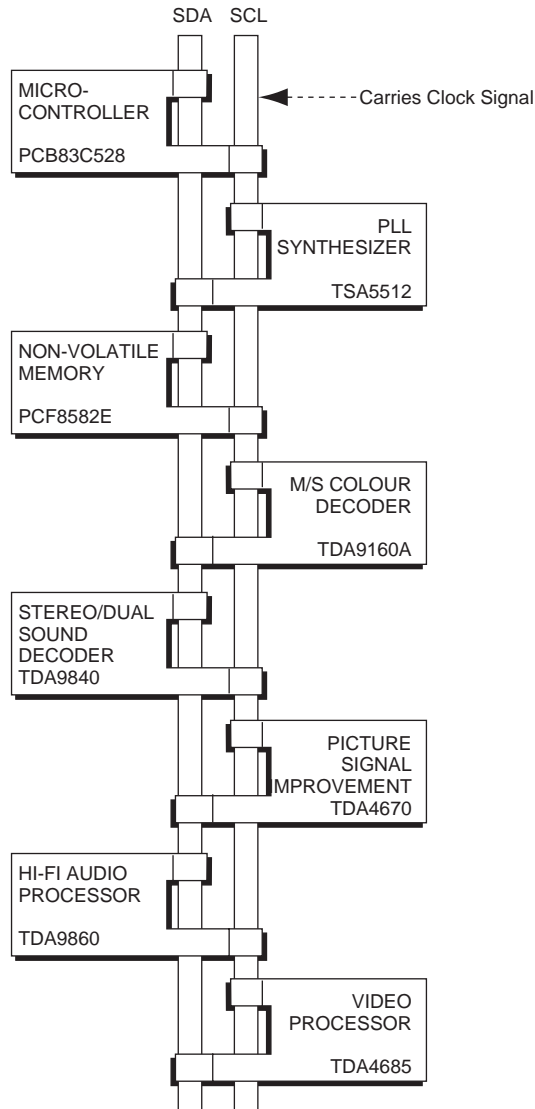 SDA SCL
MICRO-
CONTROLLER
PCB83C528
Carries Clock Signal
PLL
SYNTHESIZER
TSA5512
NON-VOLATILE
MEMORY
PCF8582E
M/S COLOUR
DECODER
TDA9160A
STEREO/DUAL
SOUND
DECODER
TDA9840
PICTURE
SIGNAL
IMPROVEMENT
TDA4670
HI-FI AUDIO
PROCESSOR
TDA9860
VIDEO
PROCESSOR
TDA4685